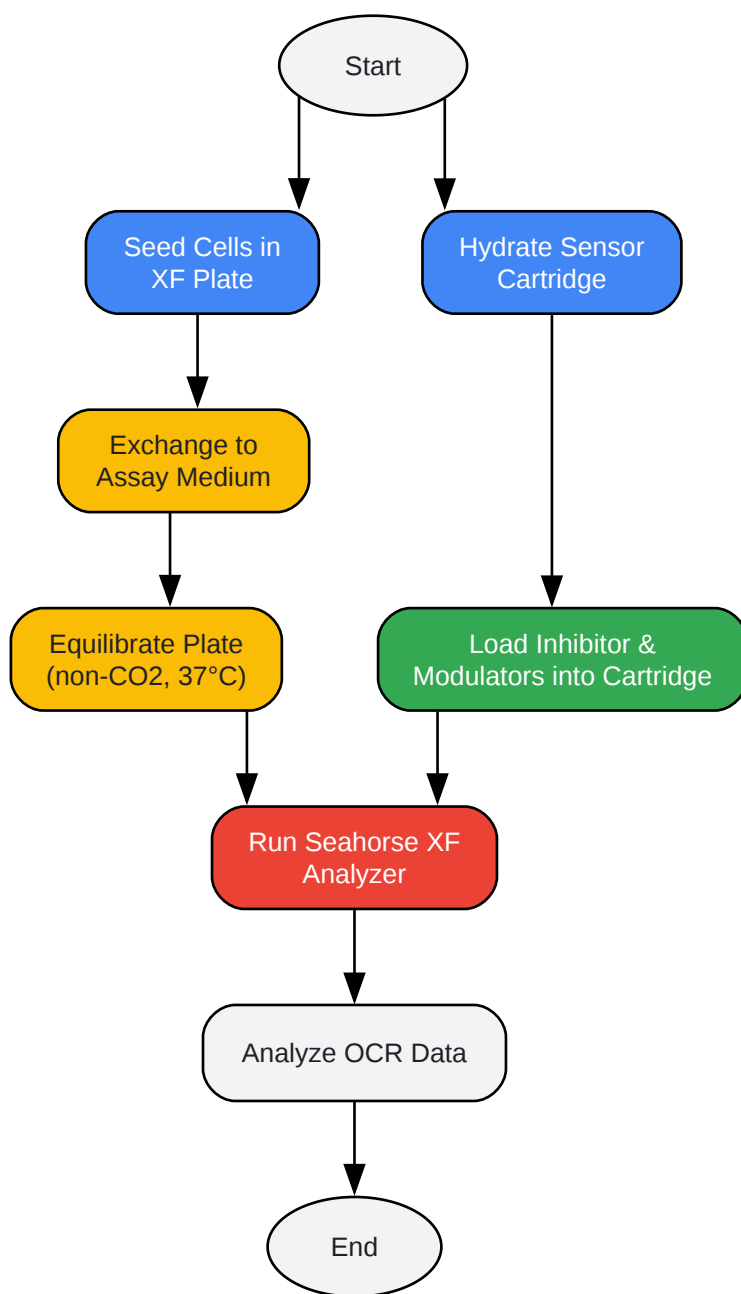 Start
Seed Cells in
XF Plate
Hydrate Sensor
Cartridge
Exchange to
Assay Medium
Equilibrate Plate
(non-CO2, 37°C)
Load Inhibitor &
Modulators into Cartridge
Run Seahorse XF
Analyzer
Analyze OCR Data
End